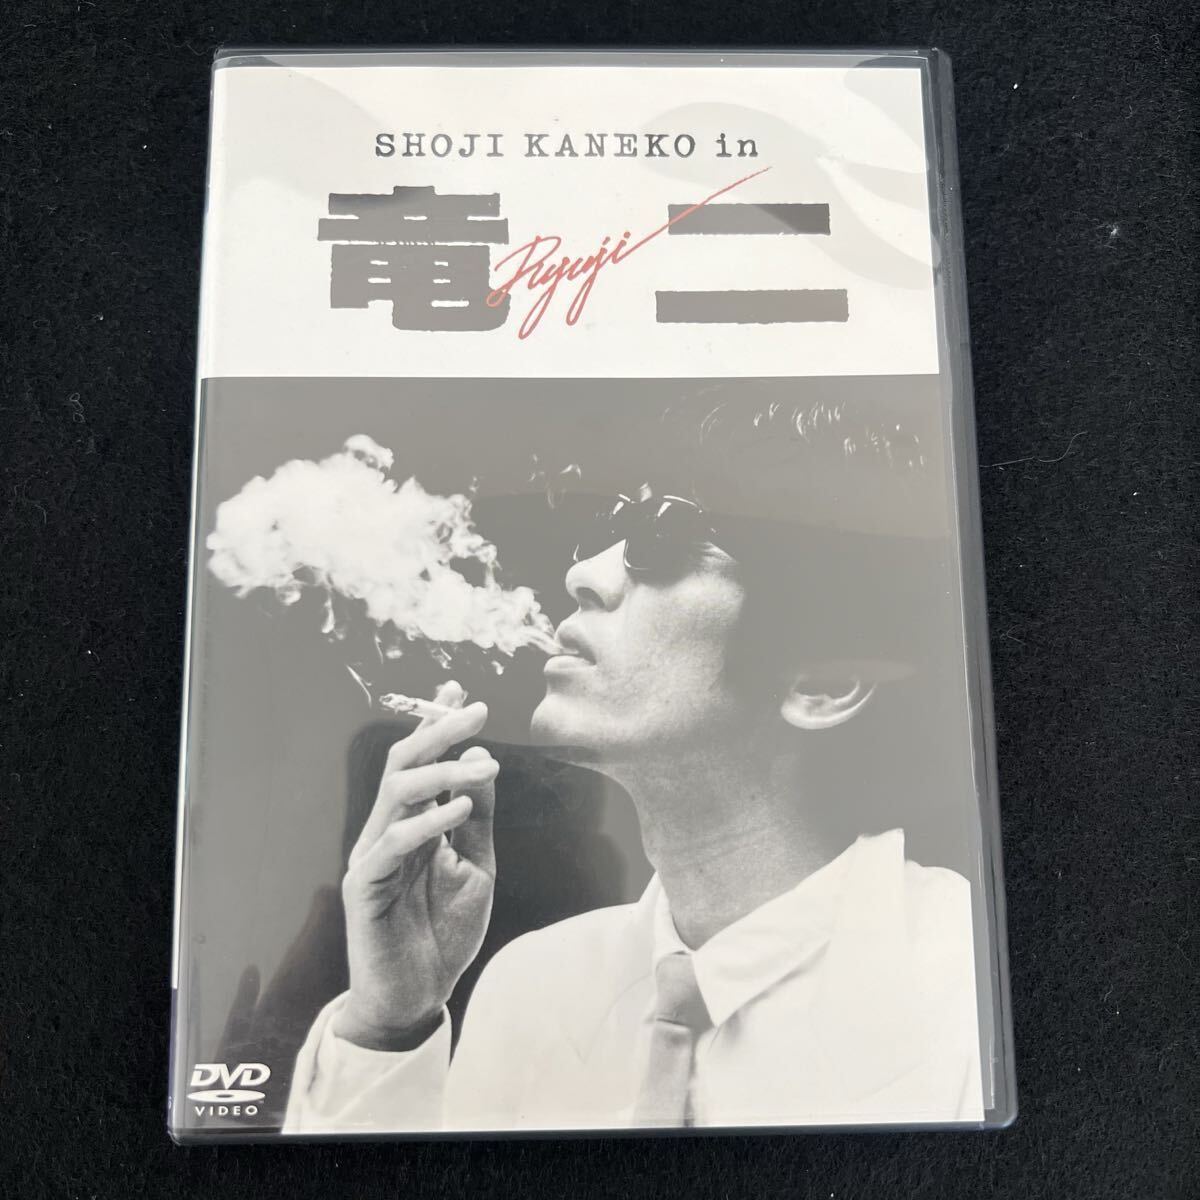 SHOJI KANEKO in
竜二
Ryuji
DVD
VIDEO